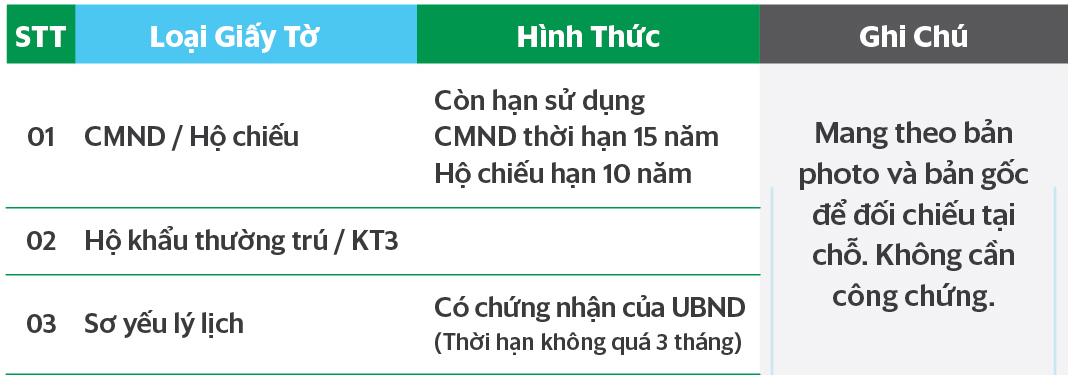 STT Loại Giấy Tờ Hình Thức Ghi Chú
01 CMND / Hộ chiếu
Còn hạn sử dụng
CMND thời hạn 15 năm
Hộ chiếu hạn 10 năm
02 Hộ khẩu thường trú / KT3
03 Sơ yếu lý lịch
Có chứng nhận của UBND
(Thời hạn không quá 3 tháng)
Mang theo bản
photo và bản gốc
để đối chiếu tại
chỗ. Không cần
công chứng.